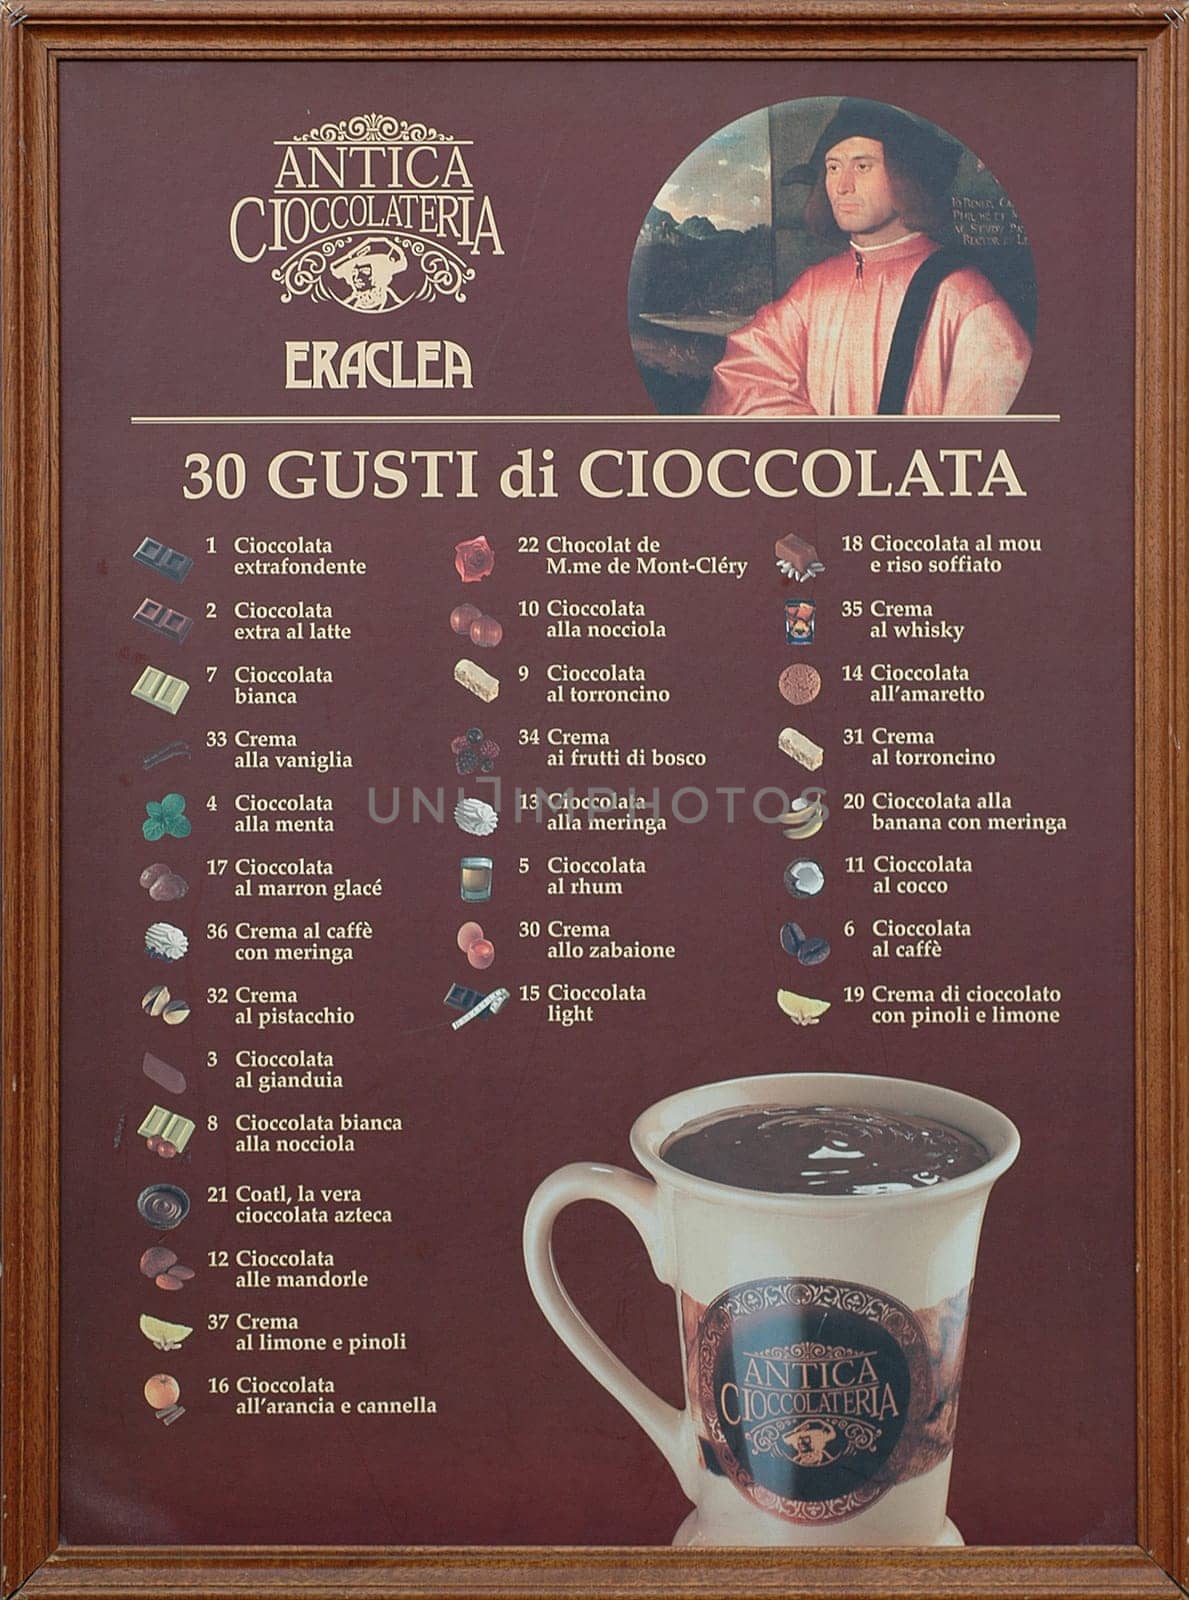 ANTICA
CIOCCOLATERIA
ERACLEA
30 GUSTI di CIOCCOLATA
1 Cioccolata
extrafondente
2 Cioccolata
extra al latte
7 Cioccolata
bianca
33 Crema
alla vaniglia
4 Cioccolata
alla menta
17 Cioccolata
al marron glacé
36 Crema al caffè
con meringa
32 Crema
al pistacchio
3 Cioccolata
al gianduia
8 Cioccolata bianca
alla nocciola
21 Coatl, la vera
cioccolata azteca
12 Cioccolata
alle mandorle
37 Crema
al limone e pinoli
16 Cioccolata
all'arancia e cannella
22 Chocolat de
M.me de Mont-Cléry
10 Cioccolata
alla nocciola
9 Cioccolata
al torroncino
34 Crema
ai frutti di bosco
13 Cioccolata
alla meringa
5 Cioccolata
al rhum
30 Crema
allo zabaione
15 Cioccolata
light
18 Cioccolata al mou
e riso soffiato
35 Crema
al whisky
14 Cioccolata
all'amaretto
31 Crema
al torroncino
20 Cioccolata alla
banana con meringa
11 Cioccolata
al cocco
6 Cioccolata
al caffè
19 Crema di cioccolato
con pinoli e limone
ANTICA
CIOCCOLATERIA
UNIJIMPHOTOS